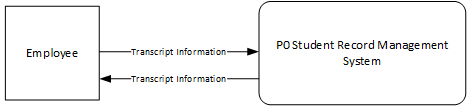 Employee
Transcript Information
Transcript Information
P0 Student Record Management
System